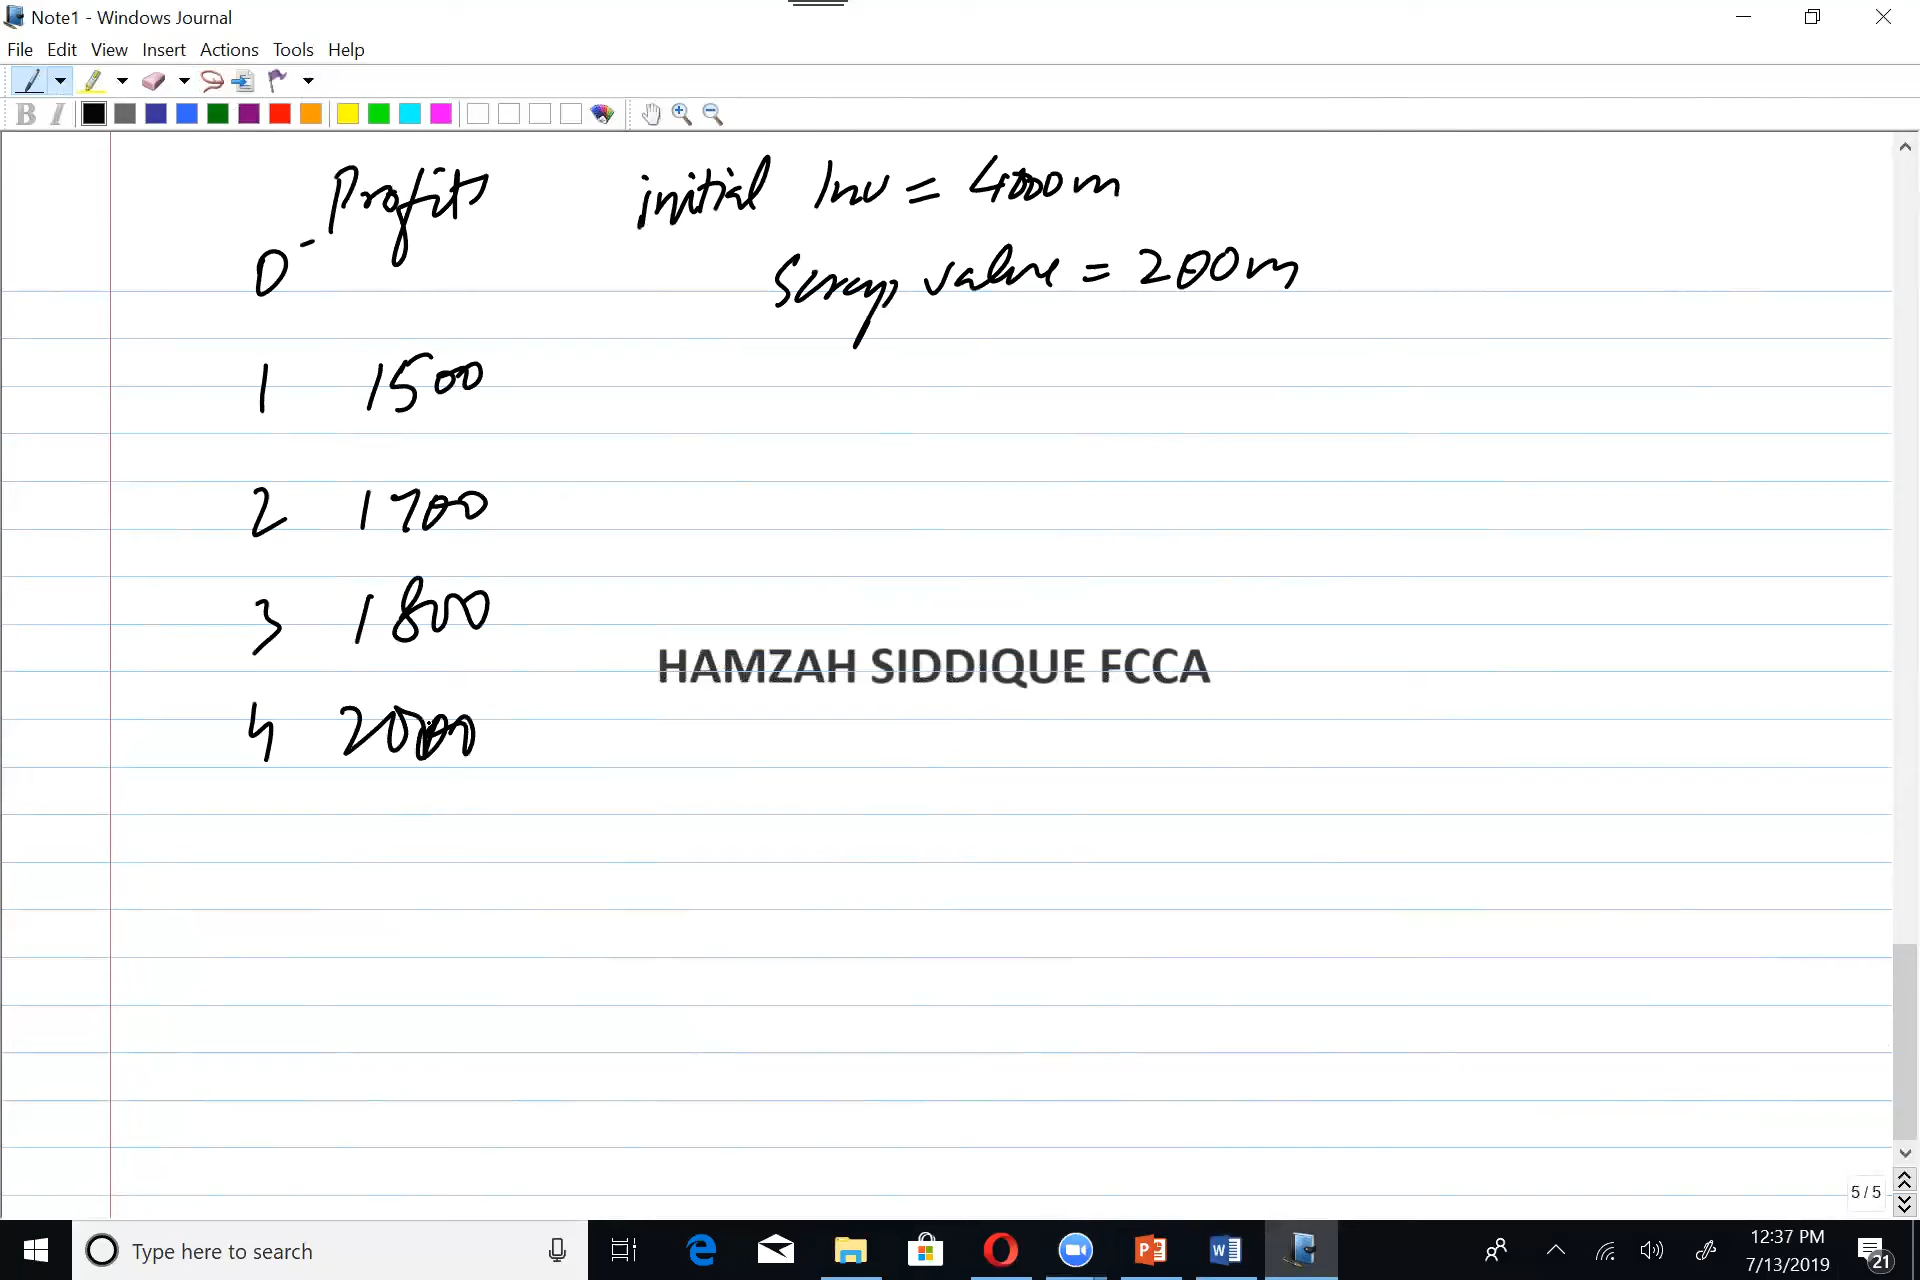 Note1 - Windows Journal
File Edit View Insert Actions Tools Help
B I
Profits initial Inv = 4000m
0 -
Scrap value = 200m
1 1500
2 1700
3 1800
HAMZAH SIDDIQUE FCCA
4 2000
5 / 5
Type here to search
12:37 PM
7/13/2019
21